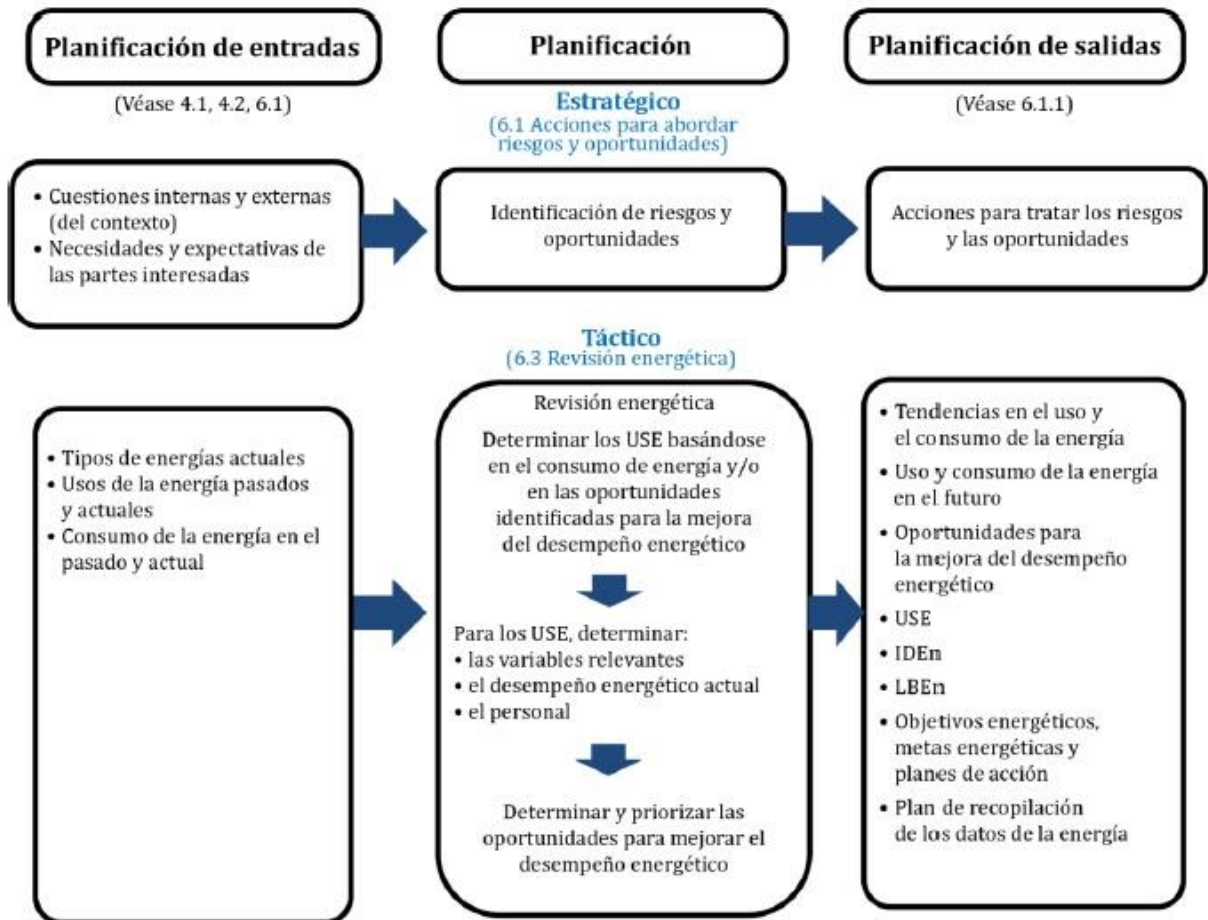 Planificación de entradas
(Véase 4.1, 4.2, 6.1)
Planificación
Estratégico
(6.1 Acciones para abordar
riesgos y oportunidades)
Planificación de salidas
(Véase 6.1.1)
• Cuestiones internas y externas
(del contexto)
• Necesidades y expectativas de
las partes interesadas
Identificación de riesgos y
oportunidades
Acciones para tratar los riesgos
y las oportunidades
Táctico
(6.3 Revisión energética)
• Tipos de energías actuales
• Usos de la energía pasados
y actuales
• Consumo de la energía en el
pasado y actual
Revisión energética
Determinar los USE basándose
en el consumo de energía y/o
en las oportunidades
identificadas para la mejora
del desempeño energético
Para los USE, determinar:
• las variables relevantes
• el desempeño energético actual
• el personal
Determinar y priorizar las
oportunidades para mejorar el
desempeño energético
• Tendencias en el uso y
el consumo de la energía
• Uso y consumo de la energía
en el futuro
• Oportunidades para
la mejora del desempeño
energético
• USE
• IDEn
• LBEn
• Objetivos energéticos,
metas energéticas y
planes de acción
• Plan de recopilación
de los datos de la energía